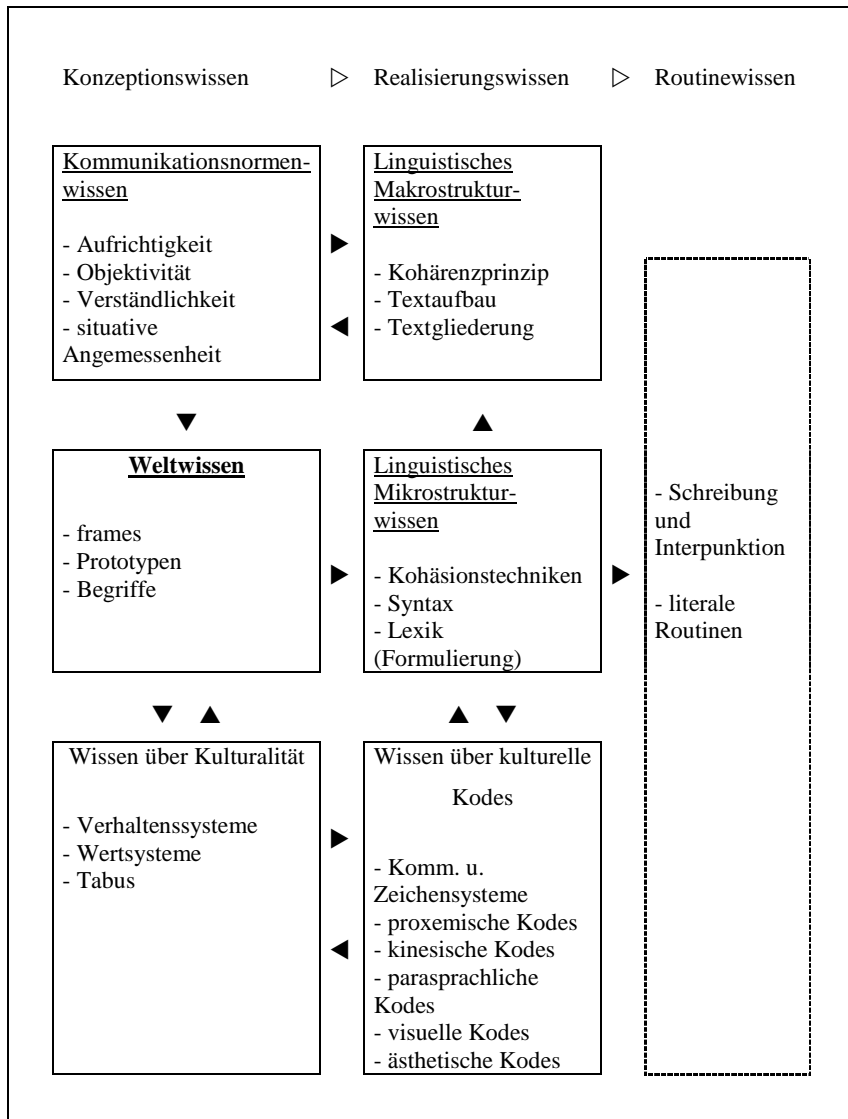 Konzeptionswissen ▷ Realisierungswissen ▷ Routinewissen
Kommunikationsnormen-
wissen
- Aufrichtigkeit
- Objektivität
- Verständlichkeit
- situative
Angemessenheit
Linguistisches
Makrostruktur-
wissen
- Kohärenzprinzip
- Textaufbau
- Textgliederung
Weltwissen
- frames
- Prototypen
- Begriffe
Linguistisches
Mikrostruktur-
wissen
- Kohäsionstechniken
- Syntax
- Lexik
(Formulierung)
- Schreibung
und
Interpunktion
- literale
Routinen
Wissen über Kulturalität
- Verhaltenssysteme
- Wertsysteme
- Tabus
Wissen über kulturelle
Kodes
- Komm. u.
Zeichensysteme
- proxemische Kodes
- kinesische Kodes
- parasprachliche
Kodes
- visuelle Kodes
- ästhetische Kodes